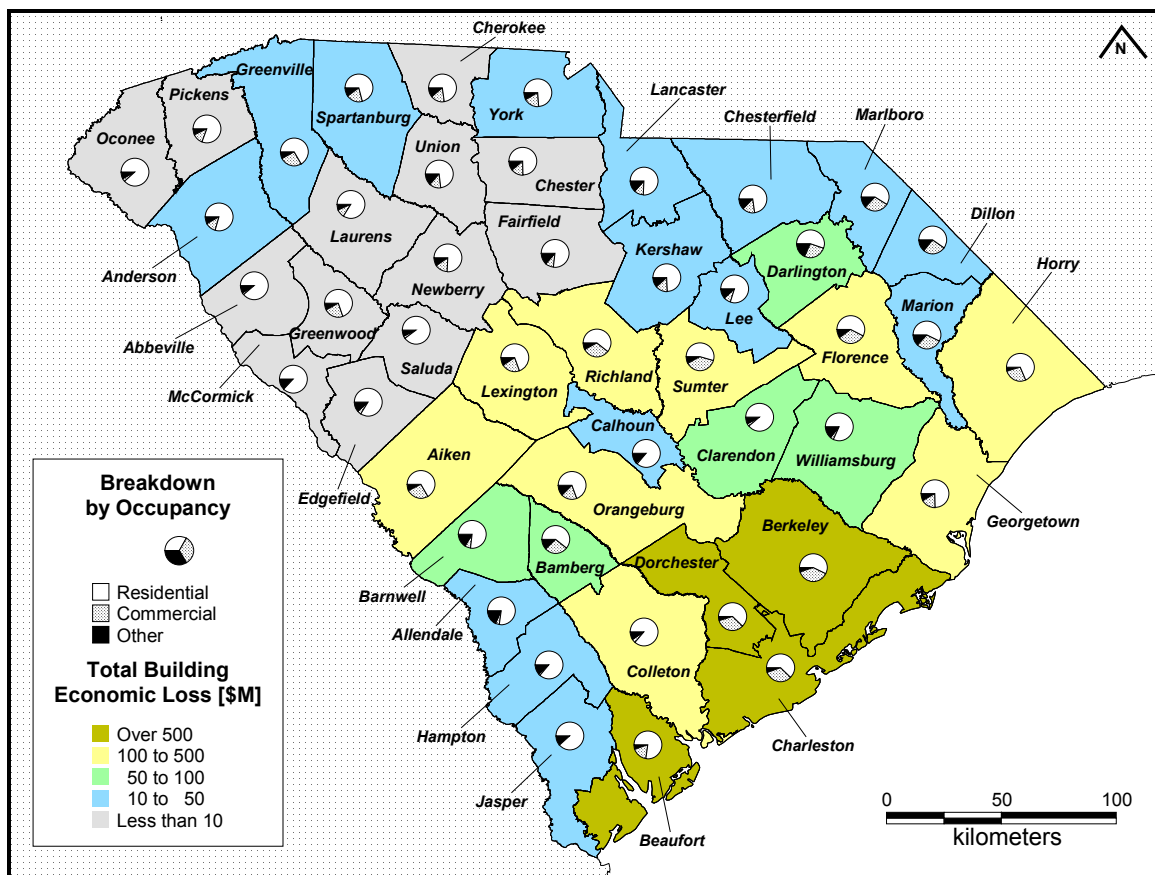 Cherokee
N
Greenville
Pickens
Spartanburg
York
Lancaster
Chesterfield
Marlboro
Oconee
Union
Chester
Dillon
Laurens
Fairfield
Kershaw
Darlington
Horry
Anderson
Newberry
Lee
Marion
Abbeville
Greenwood
Saluda
Richland
Sumter
Florence
McCormick
Lexington
Calhoun
Clarendon
Williamsburg
Aiken
Edgefield
Orangeburg
Georgetown
Berkeley
Dorchester
Bamberg
Barnwell
Allendale
Colleton
Hampton
Charleston
Jasper
Beaufort
Breakdown
by Occupancy
Residential
Commercial
Other
Total Building
Economic Loss [$M]
Over 500
100 to 500
50 to 100
10 to 50
Less than 10
0 50 100
kilometers